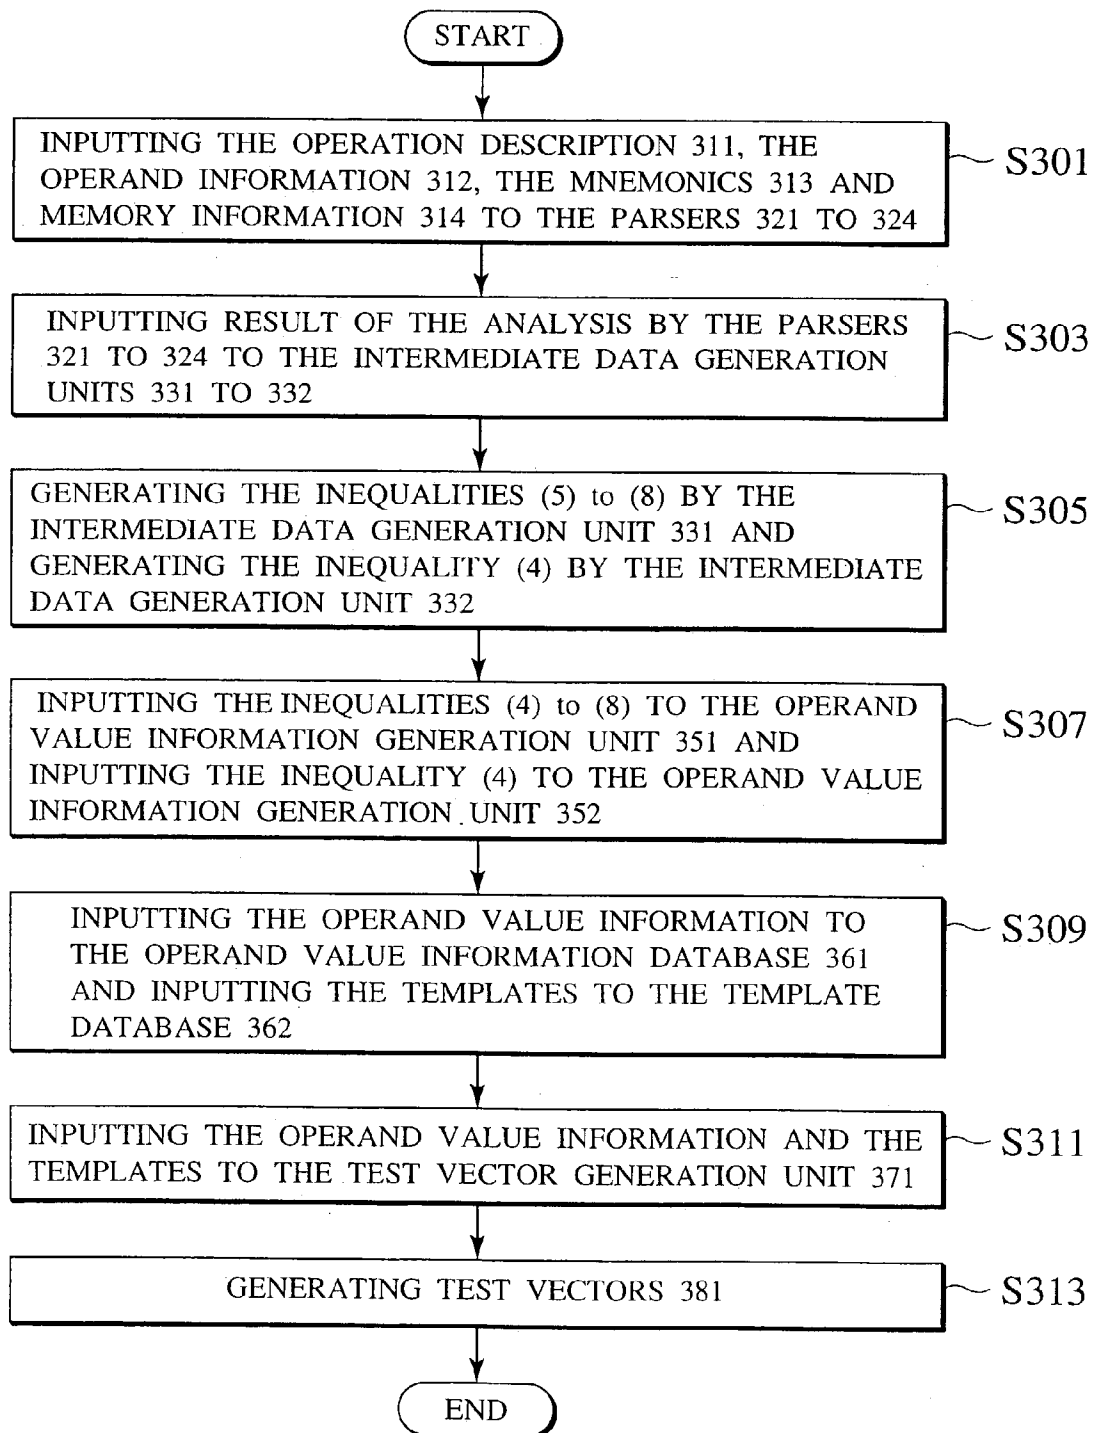 START
INPUTTING THE OPERATION DESCRIPTION 311, THE
OPERAND INFORMATION 312, THE MNEMONICS 313 AND
MEMORY INFORMATION 314 TO THE PARSERS 321 TO 324
S301
INPUTTING RESULT OF THE ANALYSIS BY THE PARSERS
321 TO 324 TO THE INTERMEDIATE DATA GENERATION
UNITS 331 TO 332
S303
GENERATING THE INEQUALITIES (5) to (8) BY THE
INTERMEDIATE DATA GENERATION UNIT 331 AND
GENERATING THE INEQUALITY (4) BY THE INTERMEDIATE
DATA GENERATION UNIT 332
S305
INPUTTING THE INEQUALITIES (4) to (8) TO THE OPERAND
VALUE INFORMATION GENERATION UNIT 351 AND
INPUTTING THE INEQUALITY (4) TO THE OPERAND VALUE
INFORMATION GENERATION UNIT 352
S307
INPUTTING THE OPERAND VALUE INFORMATION TO
THE OPERAND VALUE INFORMATION DATABASE 361
AND INPUTTING THE TEMPLATES TO THE TEMPLATE
DATABASE 362
S309
INPUTTING THE OPERAND VALUE INFORMATION AND THE
TEMPLATES TO THE TEST VECTOR GENERATION UNIT 371
S311
GENERATING TEST VECTORS 381
S313
END